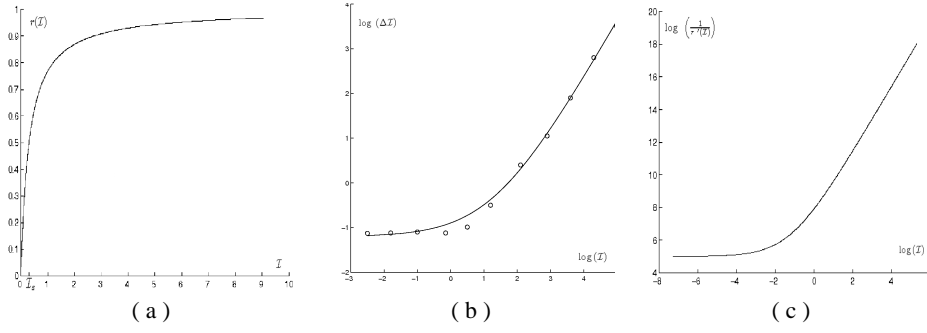 r(I)
1
0.9
0.8
0.7
0.6
0.5
0.4
0.3
0.2
0.1
0
0 I_s 1 2 3 4 5 6 7 8 9 10
I
( a )
log (ΔI)
4
3
2
1
0
−1
−2
−3 −2 −1 0 1 2 3 4
log (I)
( b )
log (1/r′(I))
20
18
16
14
12
10
8
6
4
−6 −4 −2 0 2 4
log(I)
( c )